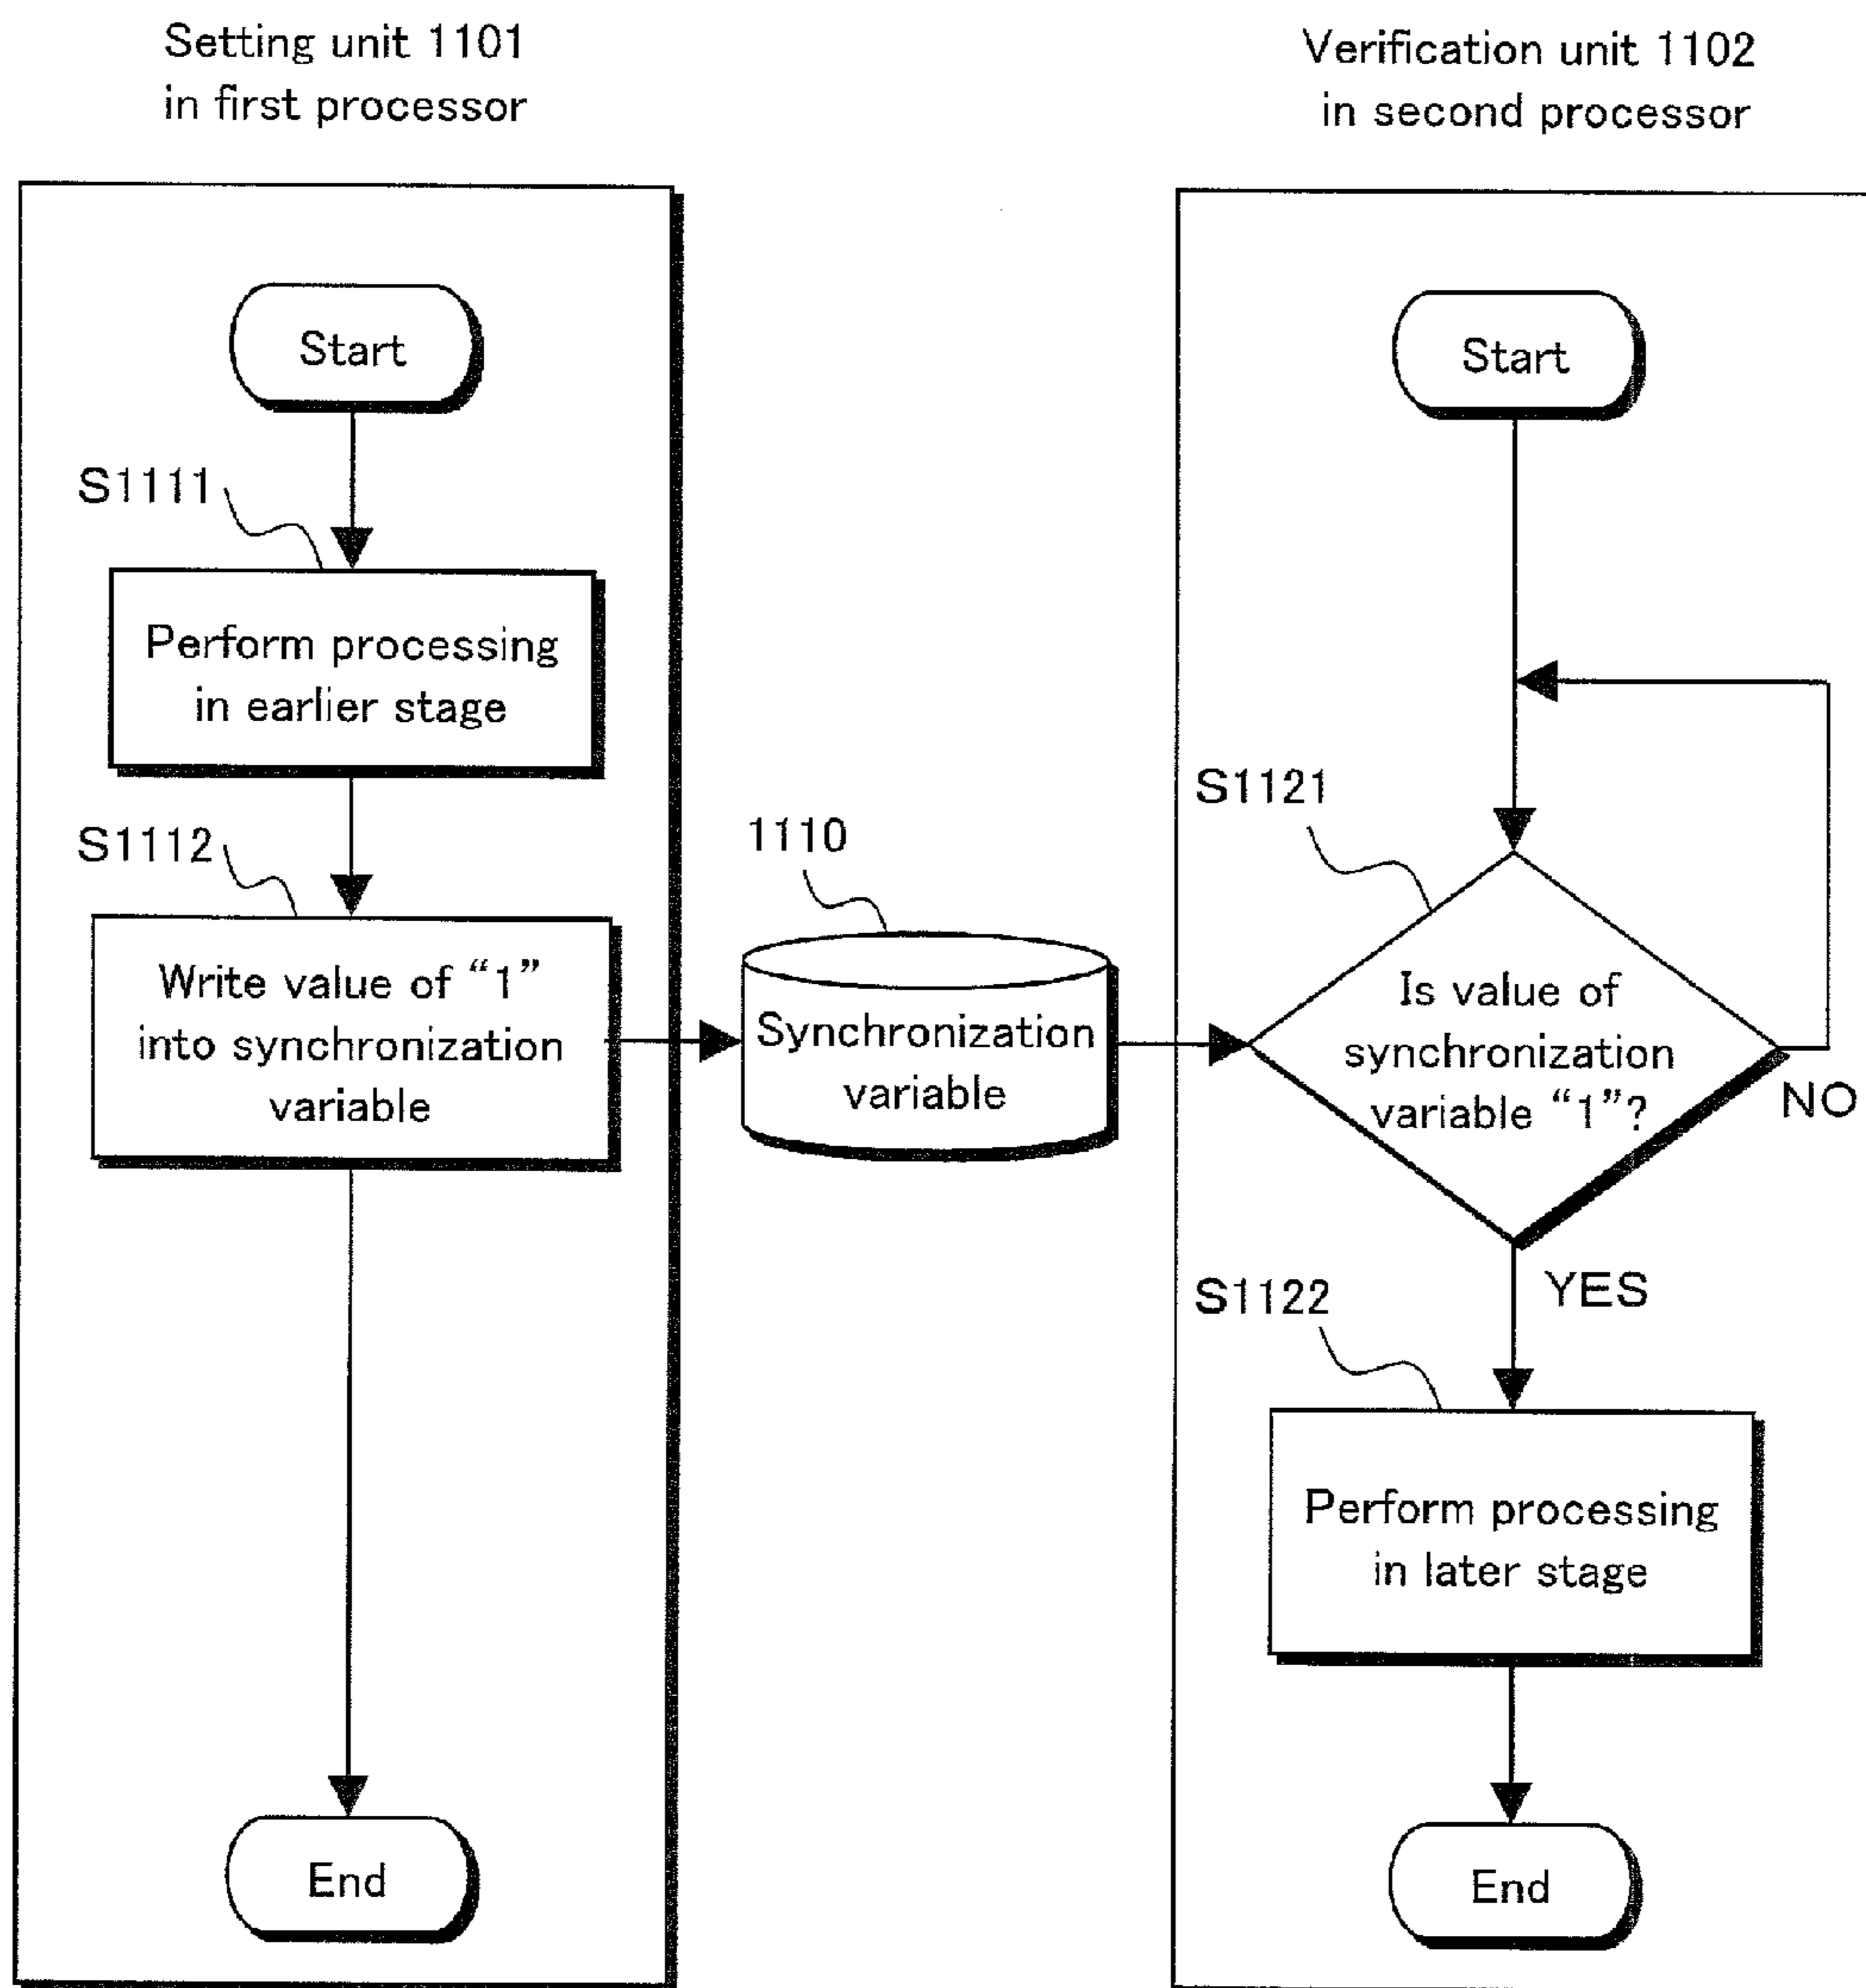 Setting unit 1101
in first processor
Start
S1111
Perform processing
in earlier stage
S1112
Write value of “1”
into synchronization
variable
End
1110
Synchronization
variable
Verification unit 1102
in second processor
Start
S1121
Is value of
synchronization
variable “1”?
NO
YES
S1122
Perform processing
in later stage
End